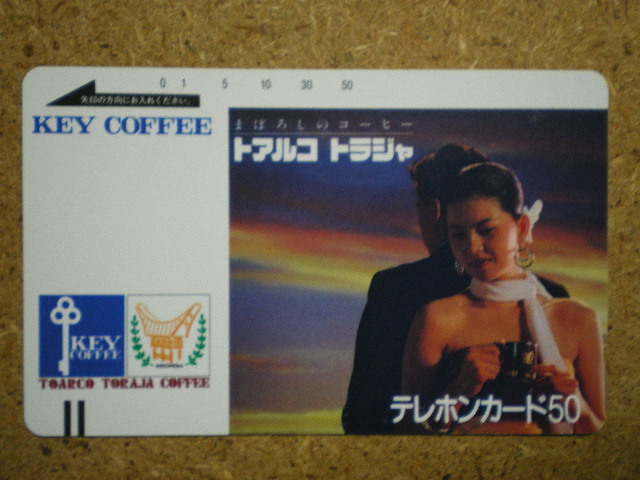 0 1 5 10 30 50
矢印の方向にお入れください。
KEY COFFEE
まぼろしのコーヒー
トアルコ トラジャ
KEY
COFFEE
INDONESIA
TOARCO TORAJA COFFEE
テレホンカード50